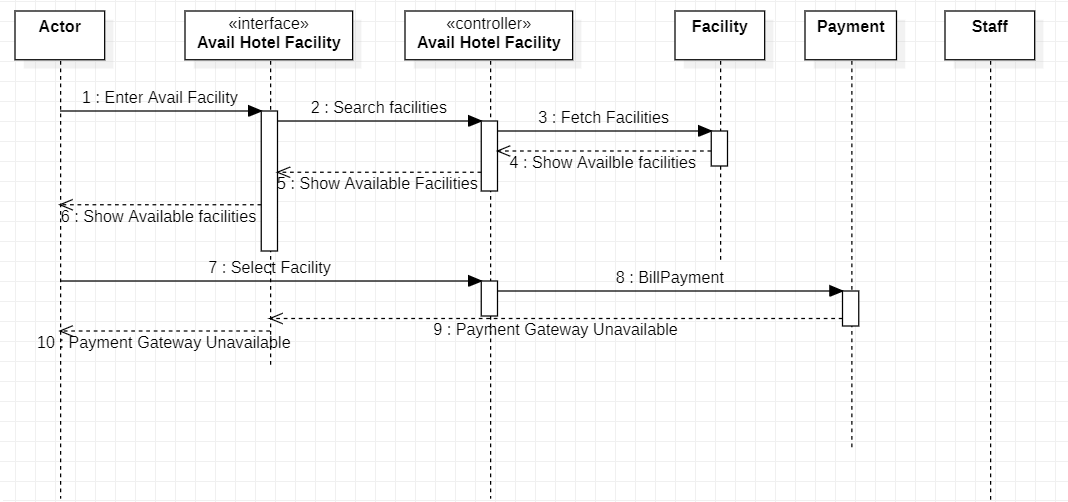 Actor
«interface»
Avail Hotel Facility
«controller»
Avail Hotel Facility
Facility
Payment
Staff
1 : Enter Avail Facility
2 : Search facilities
3 : Fetch Facilities
4 : Show Availble facilities
5 : Show Available Facilities
6 : Show Available facilities
7 : Select Facility
8 : BillPayment
9 : Payment Gateway Unavailable
10 : Payment Gateway Unavailable